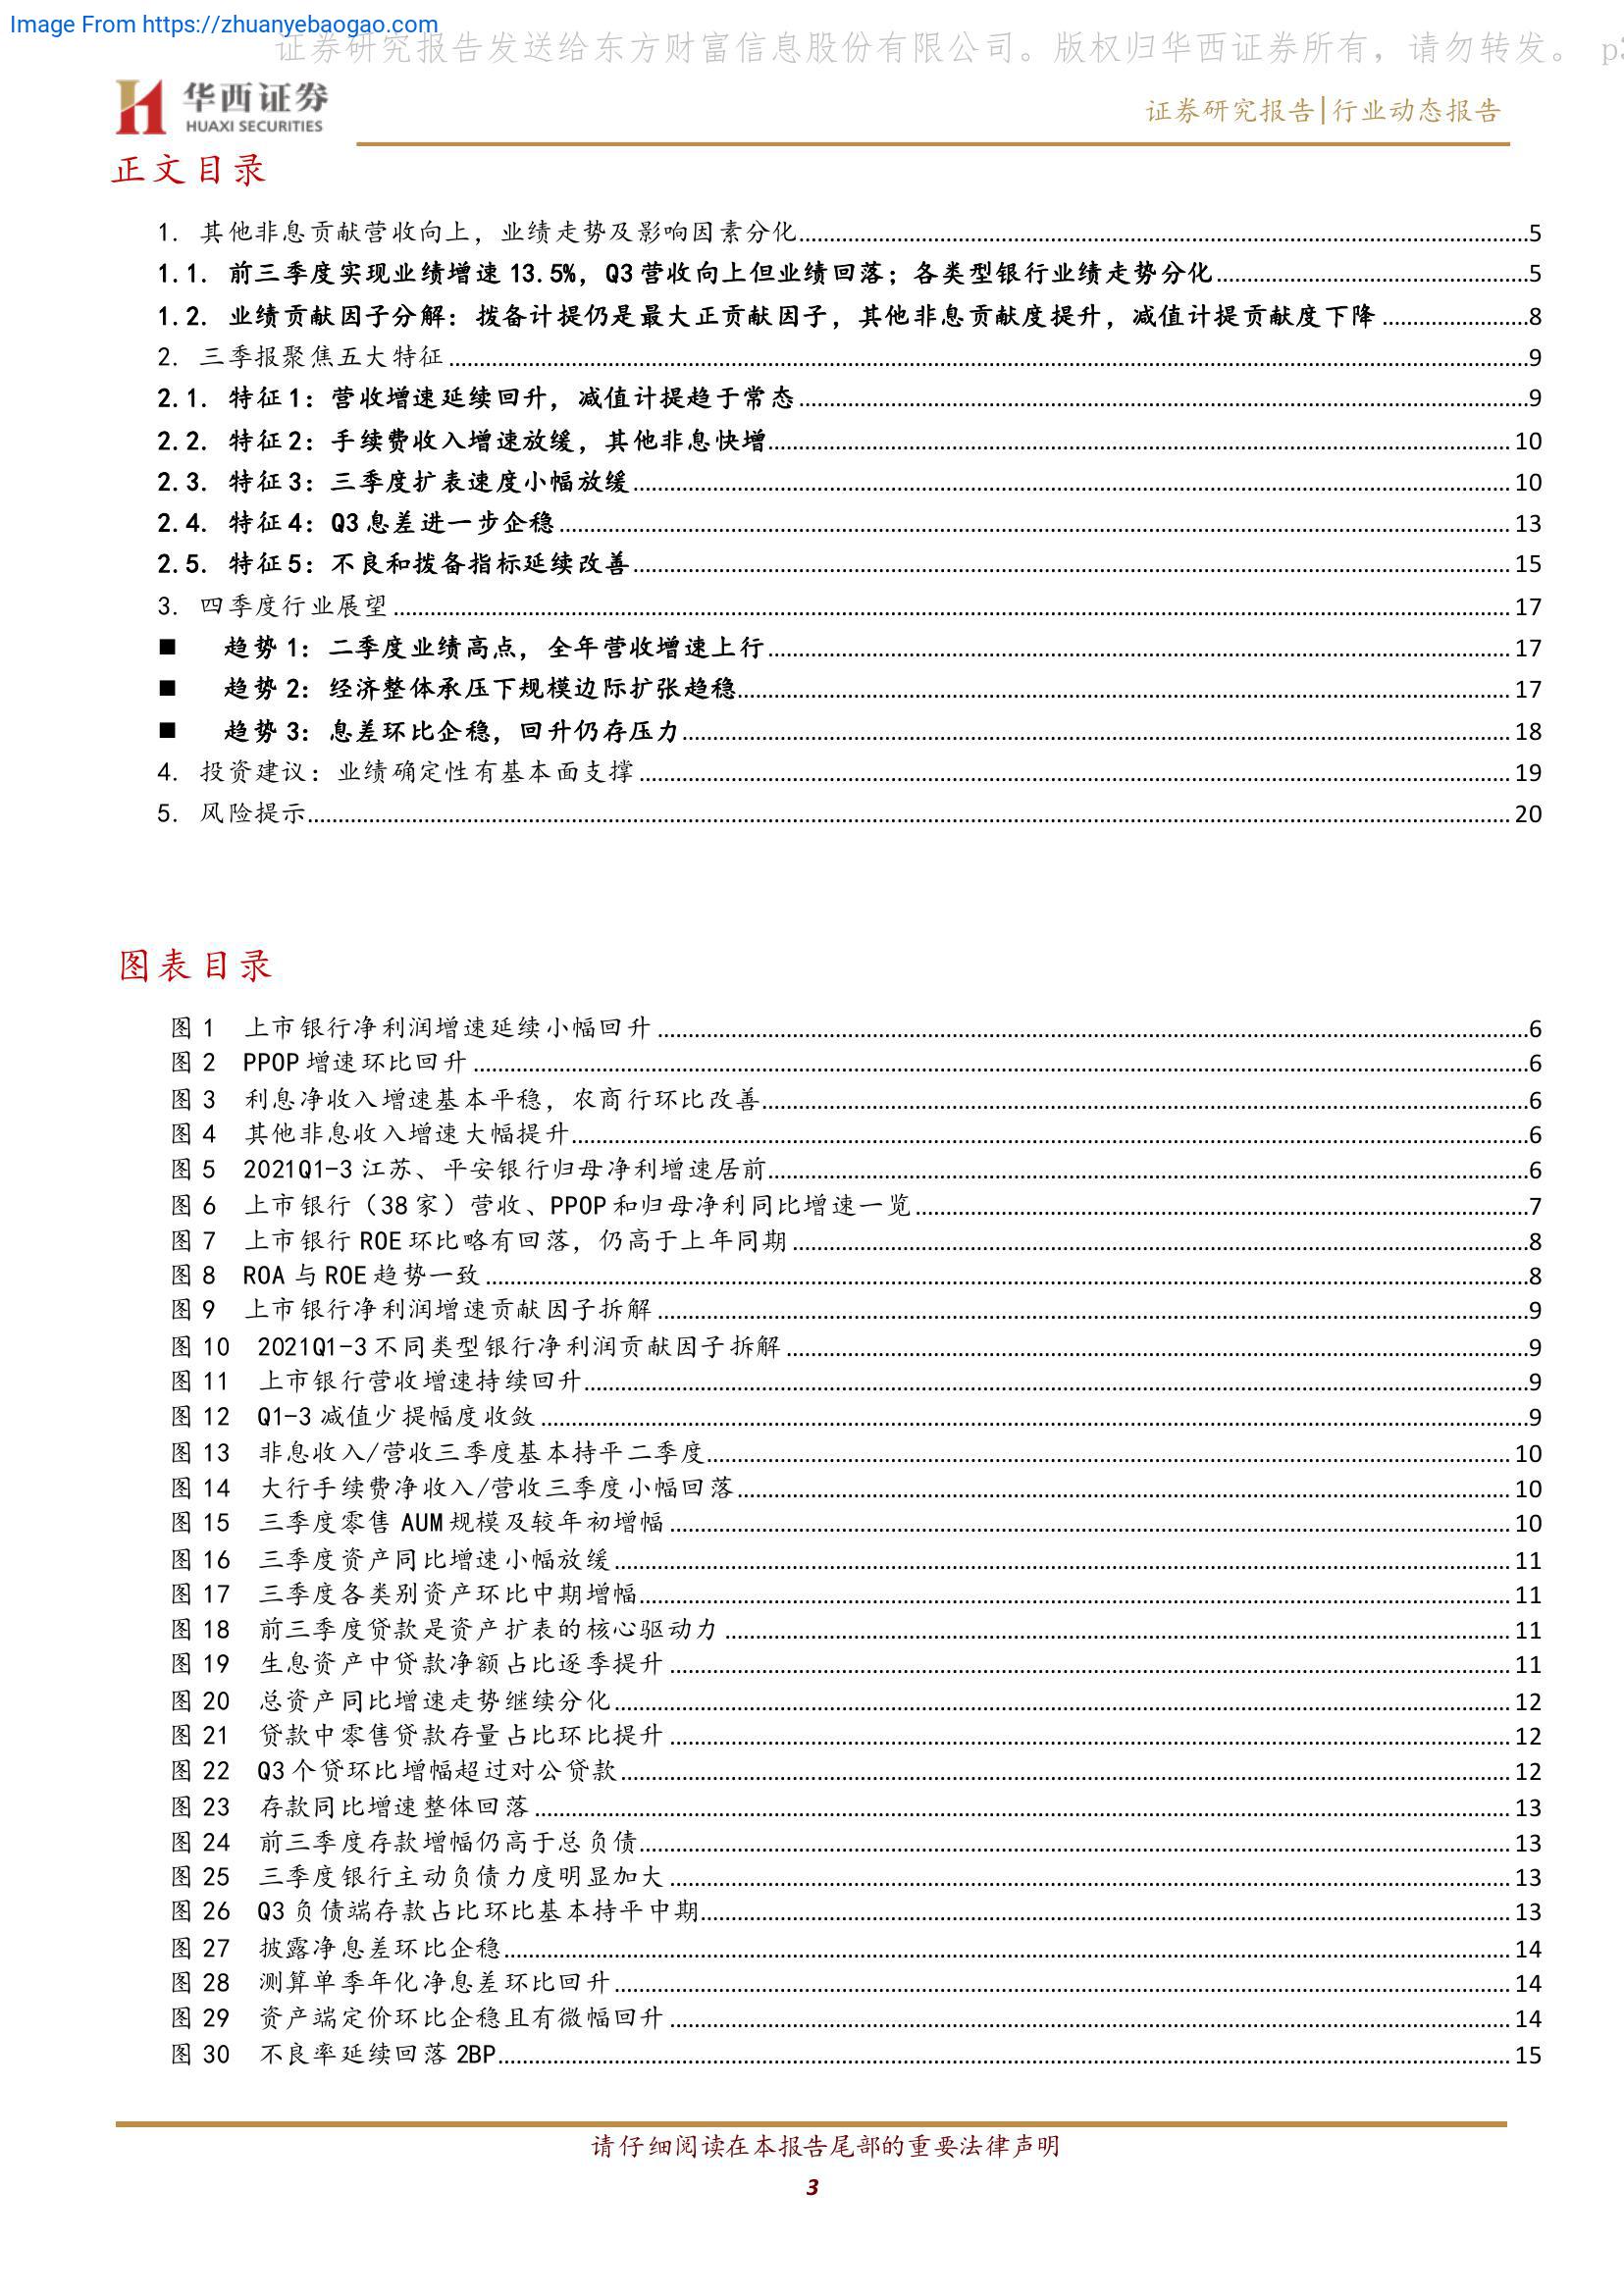 Image From https://zhuanyebaogao.com
证券研究报告发送给东方财富信息股份有限公司。版权归华西证券所有，请勿转发。 p3
华西证券
HUAXI SECURITIES
证券研究报告|行业动态报告
正文目录
1. 其他非息贡献营收向上，业绩走势及影响因素分化 5
1.1. 前三季度实现业绩增速 13.5%，Q3 营收向上但业绩回落；各类型银行业绩走势分化 5
1.2. 业绩贡献因子分解：拨备计提仍是最大正贡献因子，其他非息贡献度提升，减值计提贡献度下降 8
2. 三季报聚焦五大特征 9
2.1. 特征 1：营收增速延续回升，减值计提趋于常态 9
2.2. 特征 2：手续费收入增速放缓，其他非息快增 10
2.3. 特征 3：三季度扩表速度小幅放缓 10
2.4. 特征 4：Q3 息差进一步企稳 13
2.5. 特征 5：不良和拨备指标延续改善 15
3. 四季度行业展望 17
■ 趋势 1：二季度业绩高点，全年营收增速上行 17
■ 趋势 2：经济整体承压下规模边际扩张趋稳 17
■ 趋势 3：息差环比企稳，回升仍存压力 18
4. 投资建议：业绩确定性有基本面支撑 19
5. 风险提示 20
图表目录
图 1 上市银行净利润增速延续小幅回升 6
图 2 PPOP 增速环比回升 6
图 3 利息净收入增速基本平稳，农商行环比改善 6
图 4 其他非息收入增速大幅提升 6
图 5 2021Q1-3 江苏、平安银行归母净利增速居前 6
图 6 上市银行（38 家）营收、PPOP 和归母净利同比增速一览 7
图 7 上市银行 ROE 环比略有回落，仍高于上年同期 8
图 8 ROA 与 ROE 趋势一致 8
图 9 上市银行净利润增速贡献因子拆解 9
图 10 2021Q1-3 不同类型银行净利润贡献因子拆解 9
图 11 上市银行营收增速持续回升 9
图 12 Q1-3 减值少提幅度收敛 9
图 13 非息收入/营收三季度基本持平二季度 10
图 14 大行手续费净收入/营收三季度小幅回落 10
图 15 三季度零售 AUM 规模及较年初增幅 10
图 16 三季度资产同比增速小幅放缓 11
图 17 三季度各类别资产环比中期增幅 11
图 18 前三季度贷款是资产扩表的核心驱动力 11
图 19 生息资产中贷款净额占比逐季提升 11
图 20 总资产同比增速走势继续分化 12
图 21 贷款中零售贷款存量占比环比提升 12
图 22 Q3 个贷环比增幅超过对公贷款 12
图 23 存款同比增速整体回落 13
图 24 前三季度存款增幅仍高于总负债 13
图 25 三季度银行主动负债力度明显加大 13
图 26 Q3 负债端存款占比环比基本持平中期 13
图 27 披露净息差环比企稳 14
图 28 测算单季年化净息差环比回升 14
图 29 资产端定价环比企稳且有微幅回升 14
图 30 不良率延续回落 2BP 15
请仔细阅读在本报告尾部的重要法律声明
3